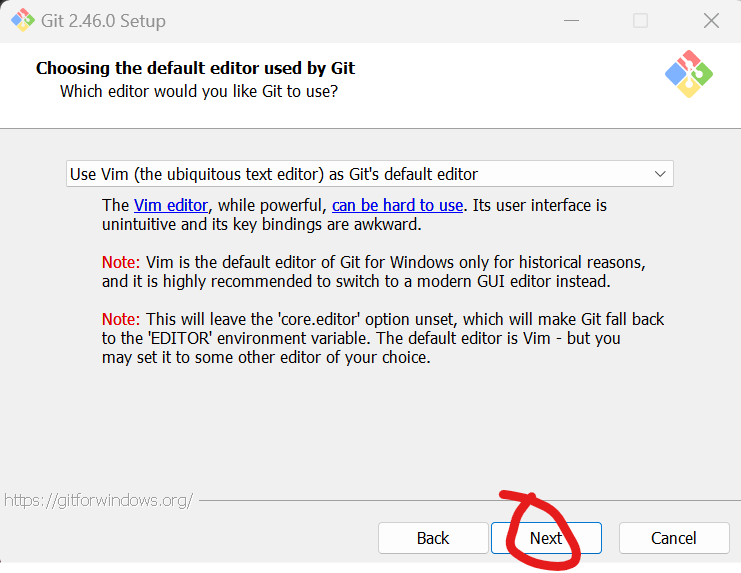 Git 2.46.0 Setup
Choosing the default editor used by Git
Which editor would you like Git to use?
Use Vim (the ubiquitous text editor) as Git's default editor
The Vim editor, while powerful, can be hard to use. Its user interface is
unintuitive and its key bindings are awkward.
Note: Vim is the default editor of Git for Windows only for historical reasons,
and it is highly recommended to switch to a modern GUI editor instead.
Note: This will leave the 'core.editor' option unset, which will make Git fall back
to the 'EDITOR' environment variable. The default editor is Vim - but you
may set it to some other editor of your choice.
https://gitforwindows.org/
Back Next Cancel